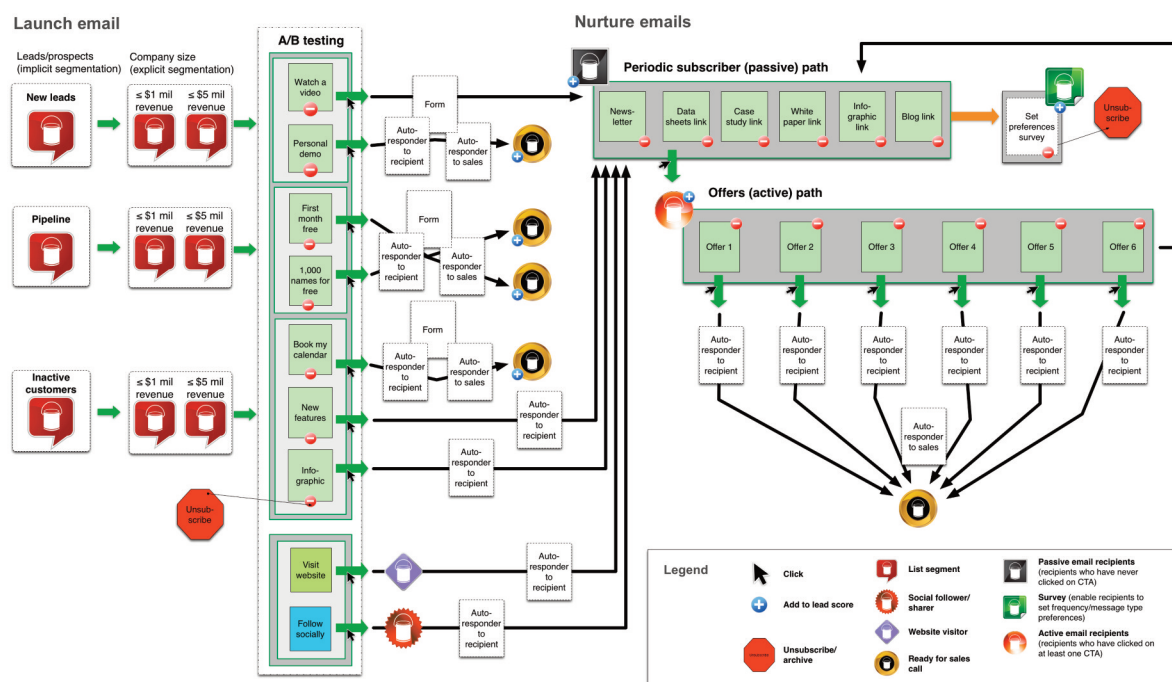 Launch email
Nurture emails
Leads/prospects
(implicit segmentation)
Company size
(explicit segmentation)
A/B testing
New leads
≤ $1 mil
revenue
≤ $5 mil
revenue
Pipeline
≤ $1 mil
revenue
≤ $5 mil
revenue
Inactive
customers
≤ $1 mil
revenue
≤ $5 mil
revenue
Watch a
video
Personal
demo
First
month
free
1,000
names for
free
Book my
calendar
New
features
Info-
graphic
Unsub-
scribe
Visit
website
Follow
socially
Form
Auto-
responder
to
recipient
Auto-
responder
to sales
Form
Auto-
responder
to
recipient
Auto-
responder
to sales
Form
Auto-
responder
to
recipient
Auto-
responder
to sales
Auto-
responder
to
recipient
Auto-
responder
to
recipient
Auto-
responder
to
recipient
Auto-
responder
to
recipient
Periodic subscriber (passive) path
News-
letter
Data
sheets link
Case
study link
White
paper link
Info-
graphic
link
Blog link
Set
preferences
survey
Unsub-
scribe
Offers (active) path
Offer 1
Offer 2
Offer 3
Offer 4
Offer 5
Offer 6
Auto-
responder
to
recipient
Auto-
responder
to
recipient
Auto-
responder
to
recipient
Auto-
responder
to
recipient
Auto-
responder
to
recipient
Auto-
responder
to
recipient
Auto-
responder
to sales
Legend
Click
Add to lead score
Unsubscribe/
archive
List segment
Social follower/
sharer
Website visitor
Ready for sales
call
Passive email recipients
(recipients who have never
clicked on CTA)
Survey (enable recipients to
set frequency/message type
preferences)
Active email recipients
(recipients who have clicked on
at least one CTA)